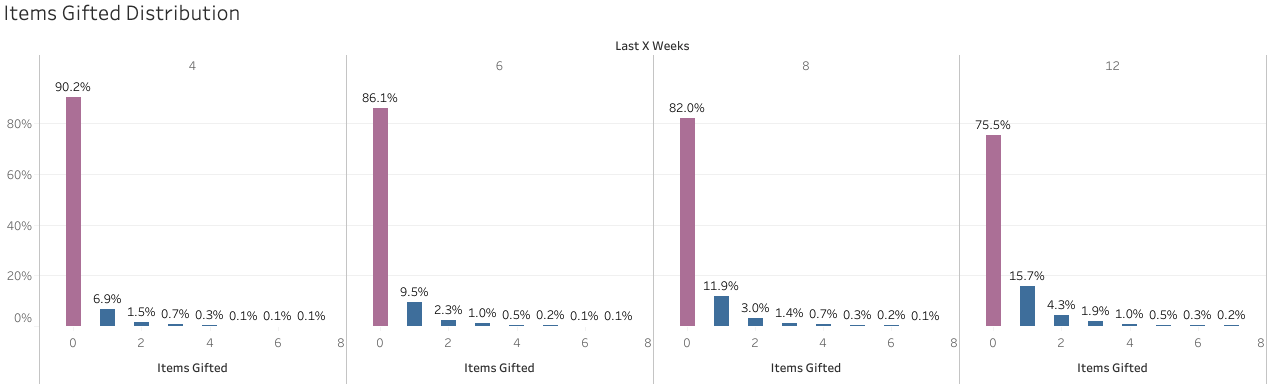 Items Gifted Distribution
Last X Weeks
4 6 8 12
90.2% 86.1% 82.0% 75.5%
80%
60%
40%
20%
0%
6.9% 1.5% 0.7% 0.3% 0.1% 0.1% 0.1%
9.5% 2.3% 1.0% 0.5% 0.2% 0.1% 0.1%
11.9% 3.0% 1.4% 0.7% 0.3% 0.2% 0.1%
15.7% 4.3% 1.9% 1.0% 0.5% 0.3% 0.2%
0 2 4 6 8 0 2 4 6 8 0 2 4 6 8 0 2 4 6 8
Items Gifted Items Gifted Items Gifted Items Gifted